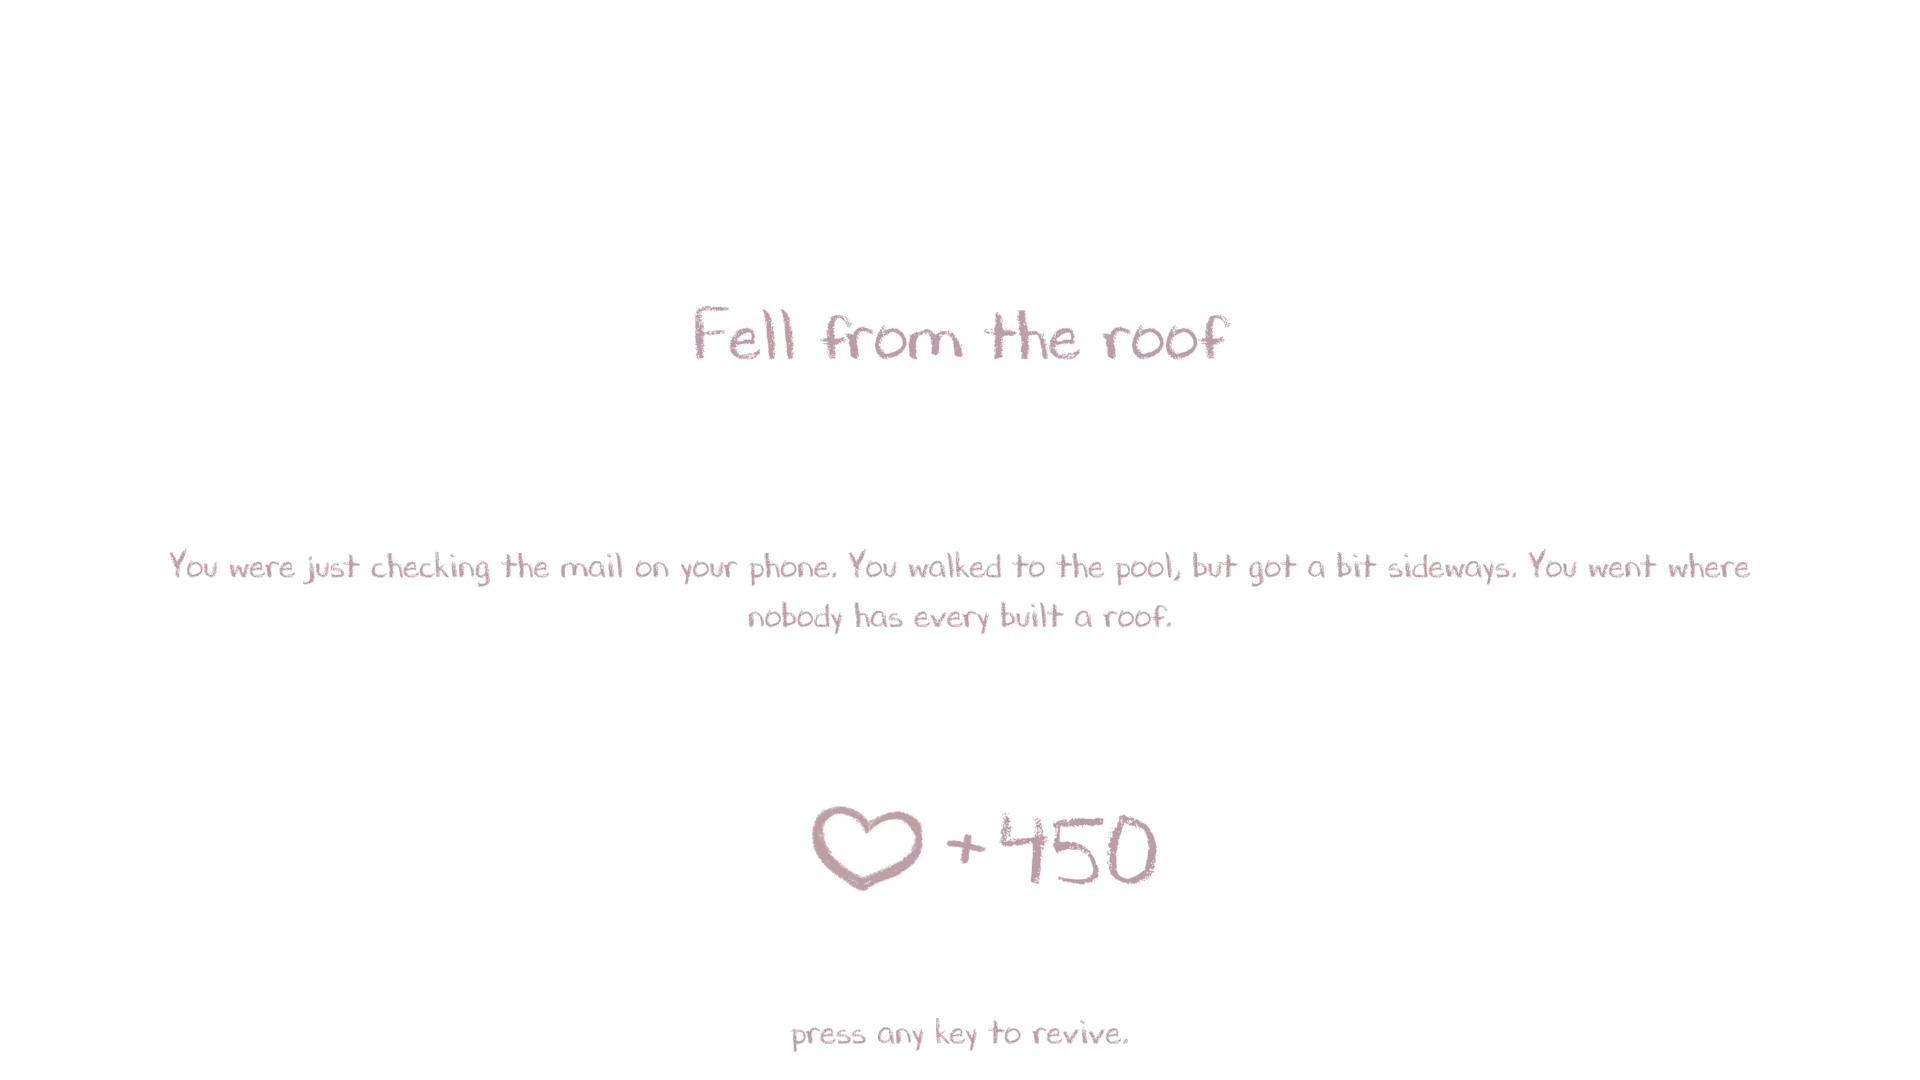 Fell from the roof
You were just checking the mail on your phone. You walked to the pool, but got a bit sideways. You went where
nobody has every built a roof.
+450
press any key to revive.